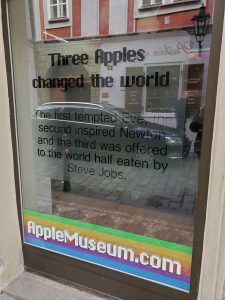 Three Apples
changed the world
The first tempted Eve, the
second inspired Newton
and the third was offered
to the world half eaten by
Steve Jobs.
AppleMuseum.com